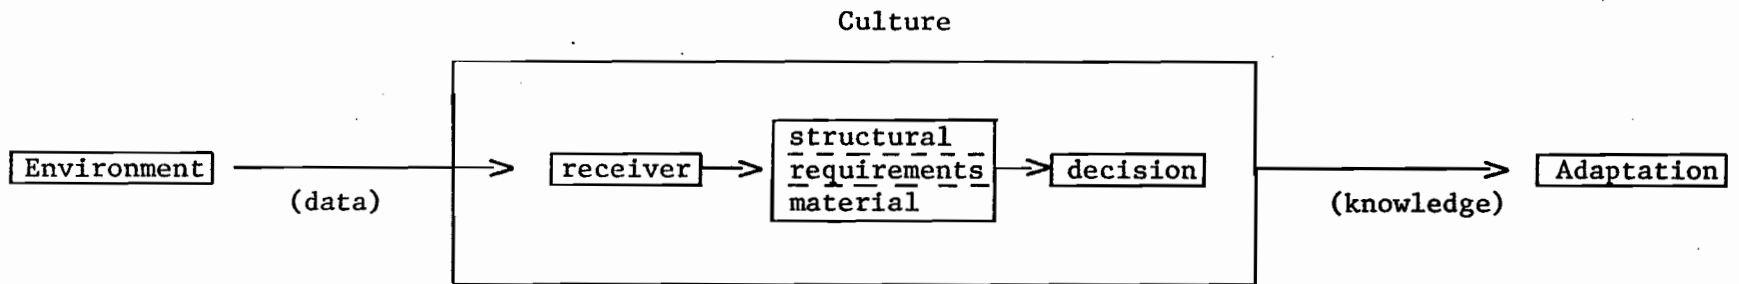 Culture
Environment
(data)
receiver
structural
requirements
material
decision
(knowledge)
Adaptation